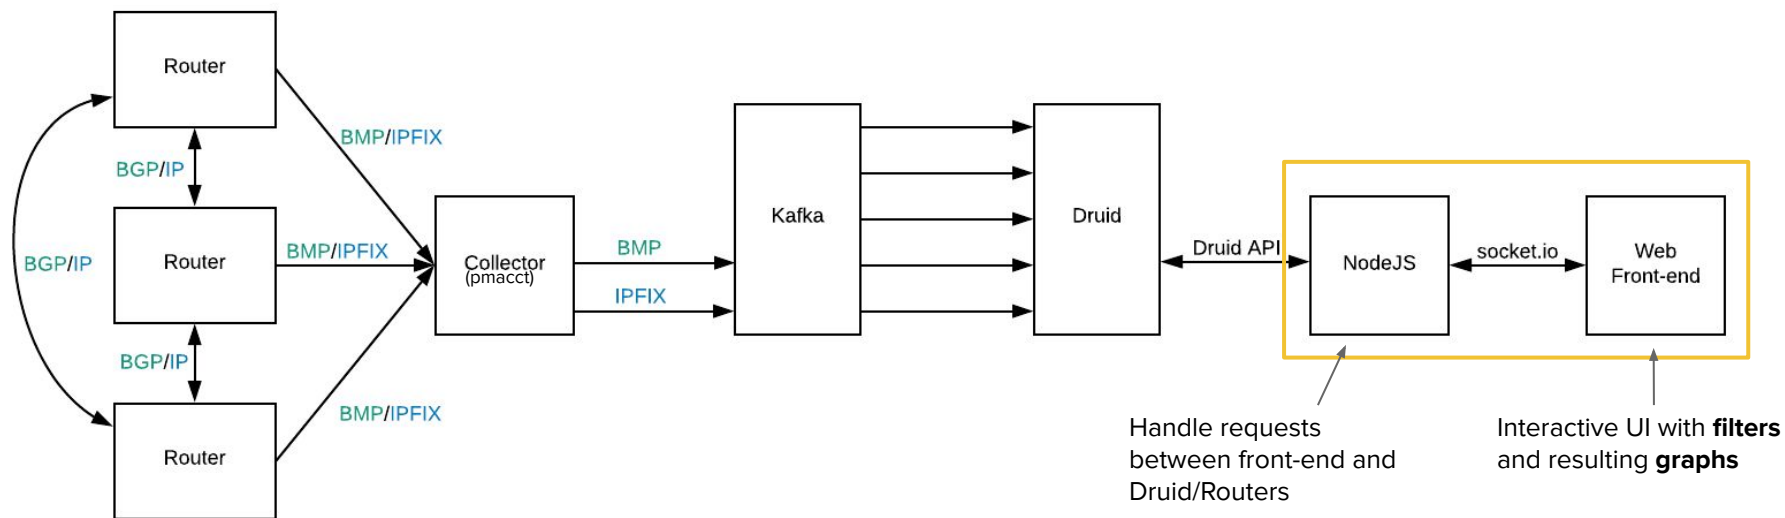 Router
BMP/IPFIX
BGP/IP
Router
BMP/IPFIX
BGP/IP
BGP/IP
Router
BMP/IPFIX
Collector
(pmacct)
BMP
IPFIX
Kafka
Druid
Druid API
NodeJS
socket.io
Web
Front-end
Handle requests
between front-end and
Druid/Routers
Interactive UI with filters
and resulting graphs